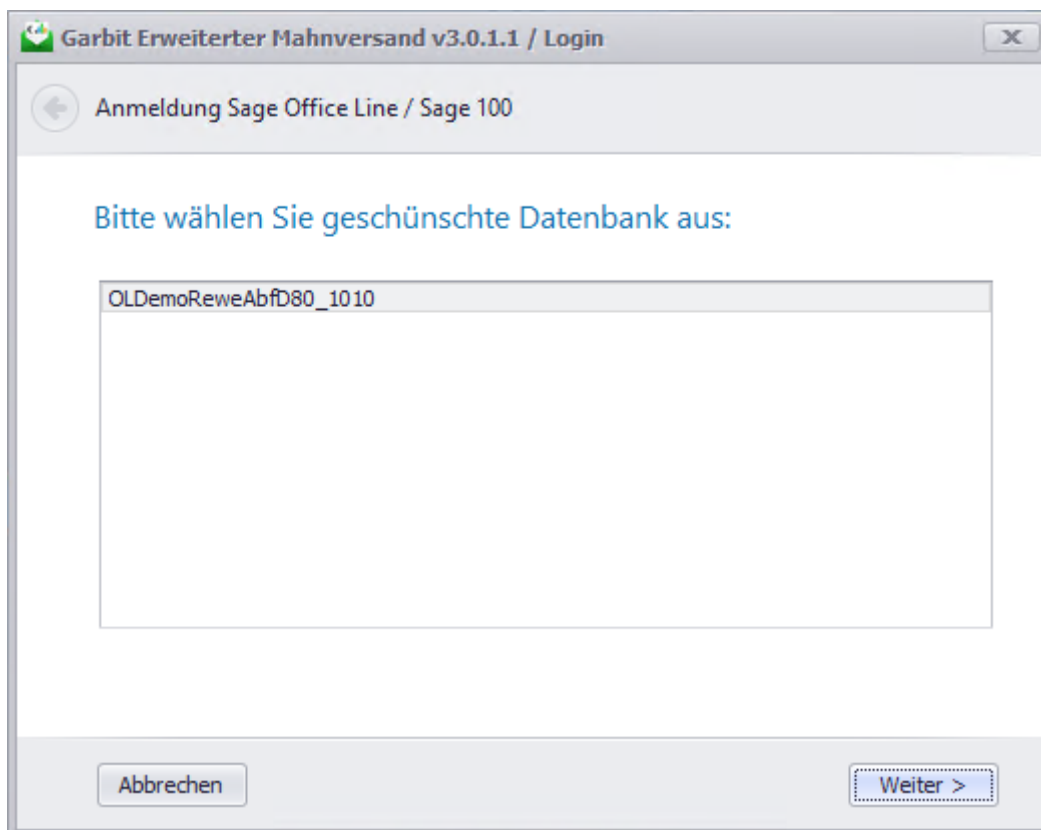 Garbit Erweiterter Mahnversand v3.0.1.1 / Login
Anmeldung Sage Office Line / Sage 100
Bitte wählen Sie geschünschte Datenbank aus:
OLDemoReweAbfD80_1010
Abbrechen
Weiter >